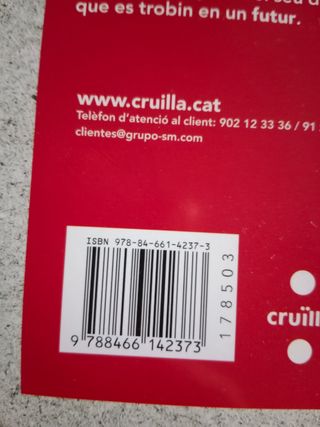 que es trobin en un futur.
www.cruilla.cat
Telèfon d'atenció al client: 902 12 33 36 / 91
clientes@grupo-sm.com
ISBN 978-84-661-4237-3
9 788466 142373
178503